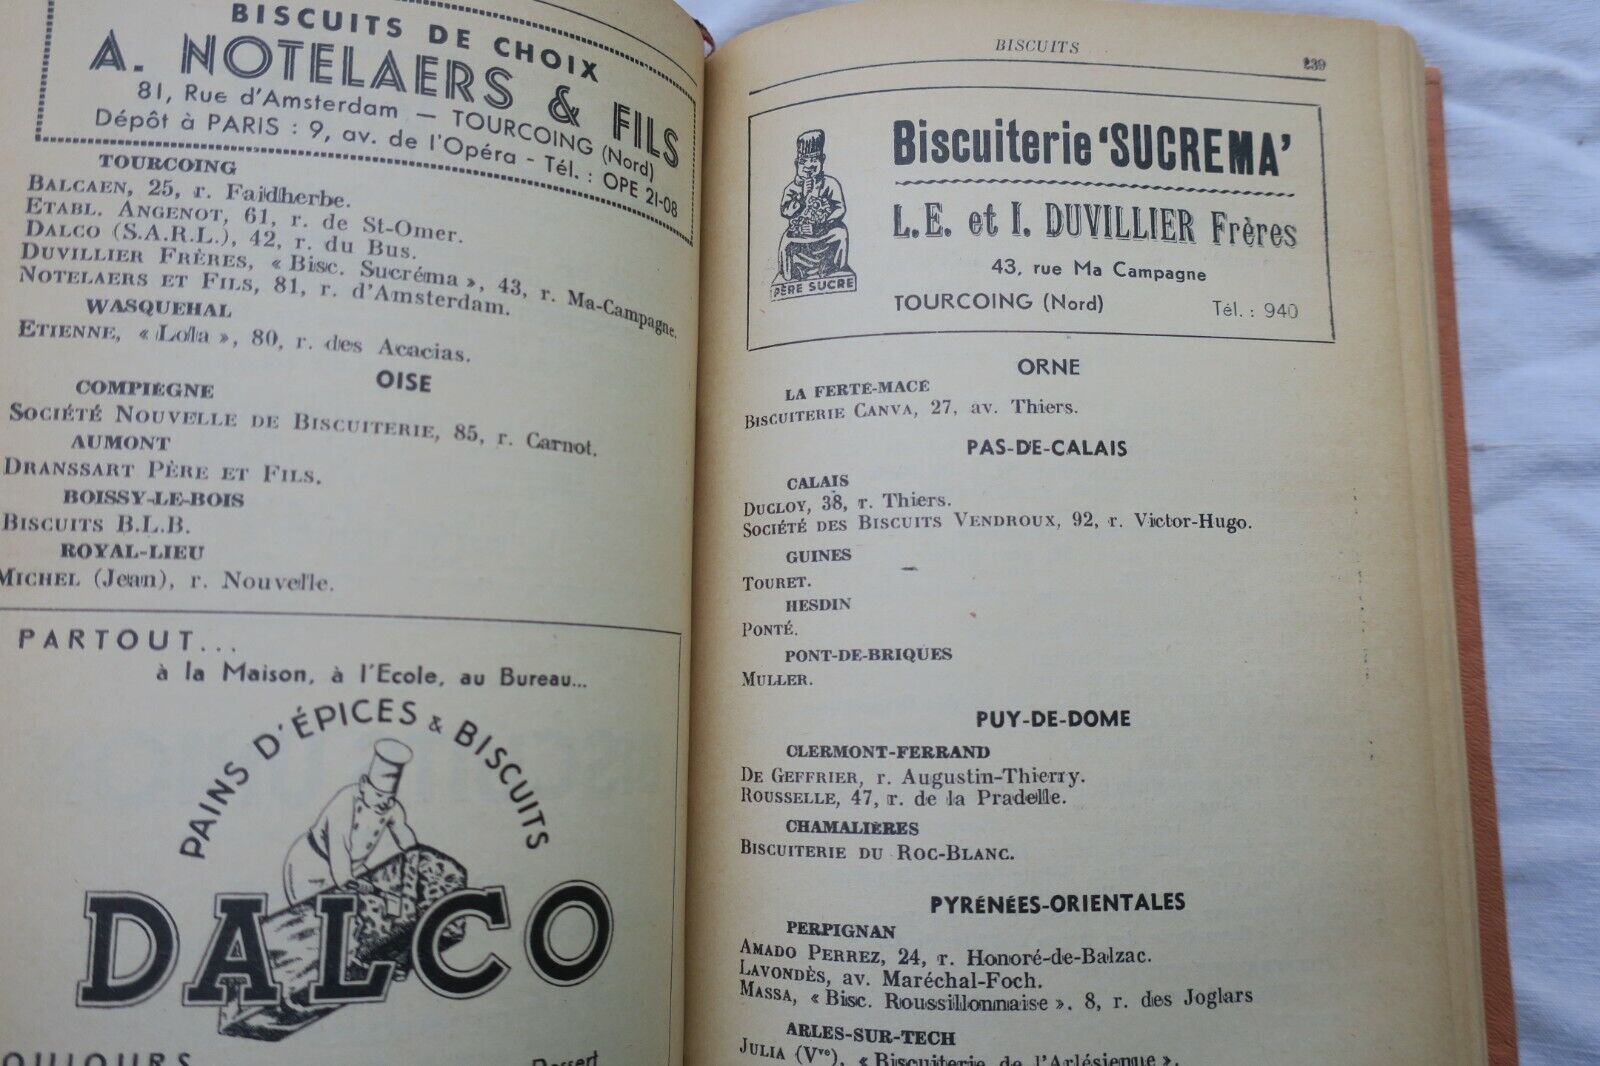 BISCUITS DE CHOIX
A. NOTELAERS & FILS
81, Rue d'Amsterdam — TOURCOING (Nord)
Dépôt à PARIS : 9, av. de l'Opéra - Tél. : OPE 21-08
TOURCOING
BALCAEN, 25, r. Faidherbe.
ETABL. ANGENOT, 61, r. de St-Omer.
DALCO (S.A.R.L.), 42, r. du Bus.
DUVILLIER FRÈRES, « Bisc. Sucréma », 43, r. Ma-Campagne.
NOTELAERS ET FILS, 81, r. d'Amsterdam.
WASQUEHAL
ETIENNE, « Lola », 80, r. des Acacias.
OISE
COMPIÈGNE
SOCIÉTÉ NOUVELLE DE BISCUITERIE, 85, r. Carnot.
AUMONT
DRANSSART PÈRE ET FILS.
BOISSY-LE-BOIS
BISCUITS B.L.B.
ROYAL-LIEU
MICHEL (Jean), r. Nouvelle.
PARTOUT...
à la Maison, à l'Ecole, au Bureau...
PAINS D'ÉPICES & BISCUITS
DALCO
Dessert
BISCUITS
239
Biscuiterie 'SUCREMA'
L.E. et I. DUVILLIER Frères
43, rue Ma Campagne
TOURCOING (Nord) Tél. : 940
PÈRE SUCRE
ORNE
LA FERTÉ-MACÉ
BISCUITERIE CANVA, 27, av. Thiers.
PAS-DE-CALAIS
CALAIS
DUCLOY, 38, r. Thiers.
SOCIÉTÉ DES BISCUITS VENDROUX, 92, r. Victor-Hugo.
GUINES
TOURET.
HESDIN
PONTÉ.
PONT-DE-BRIQUES
MULLER.
PUY-DE-DOME
CLERMONT-FERRAND
DE GEFFRIER, r. Augustin-Thierry.
ROUSSELLE, 47, r. de la Pradelle.
CHAMALIÈRES
BISCUITERIE DU ROC-BLANC.
PYRÉNÉES-ORIENTALES
PERPIGNAN
AMADO PERREZ, 24, r. Honoré-de-Balzac.
LAVONDÈS, av. Maréchal-Foch.
MASSA, « Bisc. Roussillonnaise ». 8, r. des Joglars
ARLES-SUR-TECH
JULIA (Vve), « Biscuiterie de l'Arlésienne ».